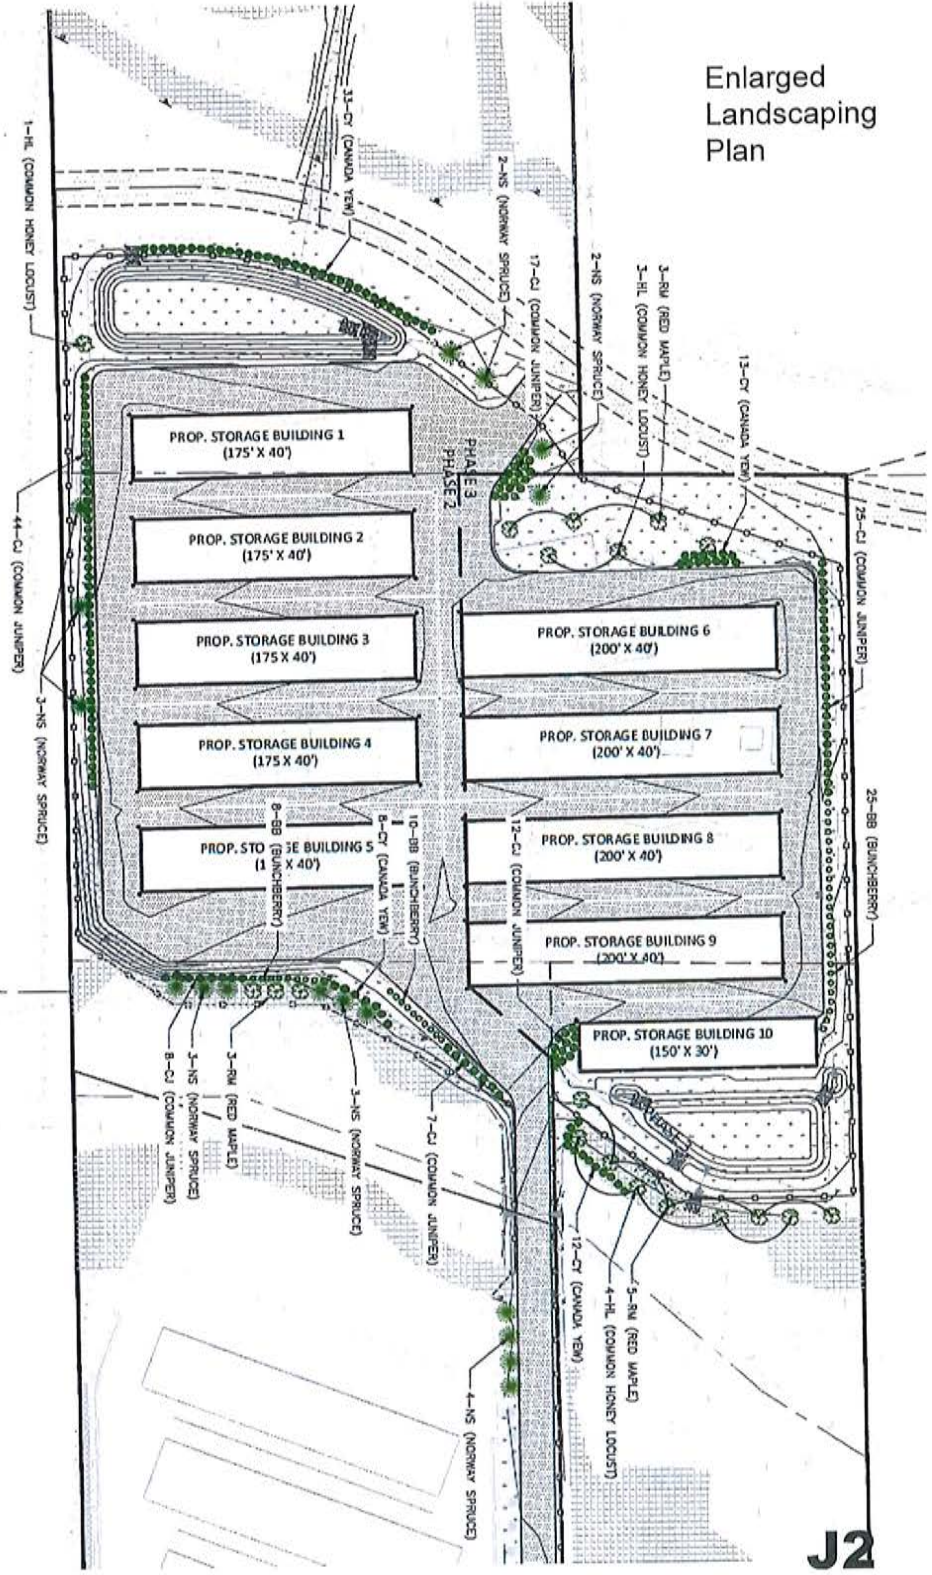 Enlarged
Landscaping
Plan
33-CY (CANADA YEW)
1-HL (COMMON HONEY LOCUST)
2-NS (NORWAY SPRUCE)
17-CJ (COMMON JUNIPER)
2-NS (NORWAY SPRUCE)
3-HL (COMMON HONEY LOCUST)
3-RM (RED MAPLE)
13-CY (CANADA YEW)
25-CJ (COMMON JUNIPER)
PROP. STORAGE BUILDING 1
(175' X 40')
PHASE 3
PHASE 2
PROP. STORAGE BUILDING 2
(175' X 40')
44-CJ (COMMON JUNIPER)
PROP. STORAGE BUILDING 3
(175 X 40')
PROP. STORAGE BUILDING 6
(200' X 40')
3-NS (NORWAY SPRUCE)
PROP. STORAGE BUILDING 4
(175 X 40')
PROP. STORAGE BUILDING 7
(200' X 40')
25-BB (BUNCHBERRY)
PROP. STO GE BUILDING 5
(1 X 40')
8-BB (BUNCHBERRY)
8-CY (CANADA YEW)
10-BB (BUNCHBERRY)
12-CJ (COMMON JUNIPER)
PROP. STORAGE BUILDING 8
(200' X 40')
PROP. STORAGE BUILDING 9
(200' X 40')
PROP. STORAGE BUILDING 10
(150' X 30')
8-CJ (COMMON JUNIPER)
3-NS (NORWAY SPRUCE)
3-RM (RED MAPLE)
3-NS (NORWAY SPRUCE)
7-CJ (COMMON JUNIPER)
12-CY (CANADA YEW)
4-HL (COMMON HONEY LOCUST)
5-RM (RED MAPLE)
4-NS (NORWAY SPRUCE)
J2